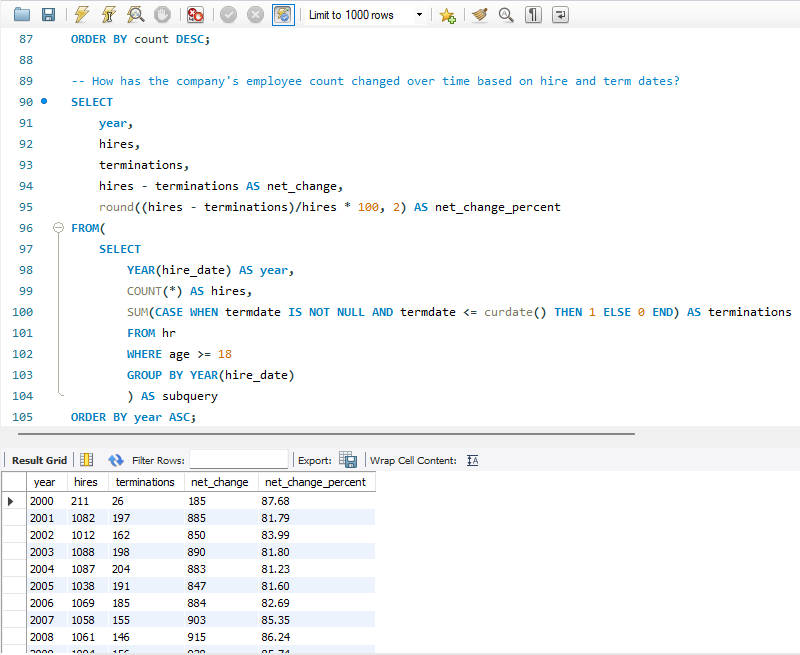 Limit to 1000 rows
87 ORDER BY count DESC;
88
89 -- How has the company's employee count changed over time based on hire and term dates?
90 SELECT
91 year,
92 hires,
93 terminations,
94 hires - terminations AS net_change,
95 round((hires - terminations)/hires * 100, 2) AS net_change_percent
96 FROM(
97 SELECT
98 YEAR(hire_date) AS year,
99 COUNT(*) AS hires,
100 SUM(CASE WHEN termdate IS NOT NULL AND termdate <= curdate() THEN 1 ELSE 0 END) AS terminations
101 FROM hr
102 WHERE age >= 18
103 GROUP BY YEAR(hire_date)
104 ) AS subquery
105 ORDER BY year ASC;
Result Grid Filter Rows: Export: Wrap Cell Content: IA
year hires terminations net_change net_change_percent
2000 211 26 185 87.68
2001 1082 197 885 81.79
2002 1012 162 850 83.99
2003 1088 198 890 81.80
2004 1087 204 883 81.23
2005 1038 191 847 81.60
2006 1069 185 884 82.69
2007 1058 155 903 85.35
2008 1061 146 915 86.24